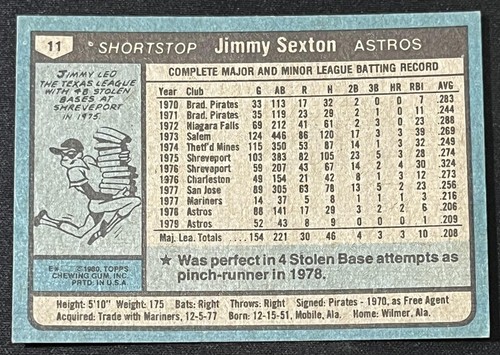 11 SHORTSTOP Jimmy Sexton ASTROS
JIMMY LED
THE TEXAS LEAGUE
WITH 48 STOLEN
BASES AT
SHREVEPORT
IN 1975
COMPLETE MAJOR AND MINOR LEAGUE BATTING RECORD
Year Club G AB R H 2B 3B HR RBI AVG
1970 Brad. Pirates 33 113 17 32 2 0 0 7 .283
1971 Brad. Pirates 35 119 23 29 2 1 0 11 .244
1972 Niagara Falls 69 212 41 61 .288
1973 Salem 124 446 86 120 17 3 3 39 .269
1974 Thetf'd Mines 115 350 53 87 14 3 32 .249
1975 Shreveport 103 383 82 105 23 5 3 28 .274
1976 Shreveport 59 207 43 67 14 2 4 30 .324
1976 Charleston 49 154 21 42 8 1 12 .273
1977 San Jose 89 305 63 78 13 5 2 23 .256
1977 Mariners 14 37 5 8 1 1 1 3 .216
1978 Astros 88 141 17 29 3 2 2 6 .206
1979 Astros 52 43 8 9 0 0 0 1 .209
Maj. Lea. Totals 154 221 30 46 4 3 3 10 .208
★ Was perfect in 4 Stolen Base attempts as
pinch-runner in 1978.
E* ©1980 TOPPS
CHEWING GUM, INC.
PRTD. IN U.S.A
Height: 5'10" Weight: 175 Bats: Right Throws: Right Signed: Pirates - 1970, as Free Agent
Acquired: Trade with Mariners, 12-5-77 Born: 12-15-51, Mobile, Ala. Home: Wilmer, Ala.